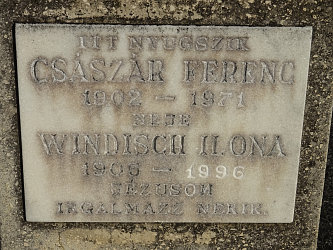 ITT NYUGSZIK
CSÁSZÁR FERENC
1902 – 1971
NEJE
WINDISCH ILONA
1906 – 1996
JÉZUSOM
IRGALMAZZ NEKIK.